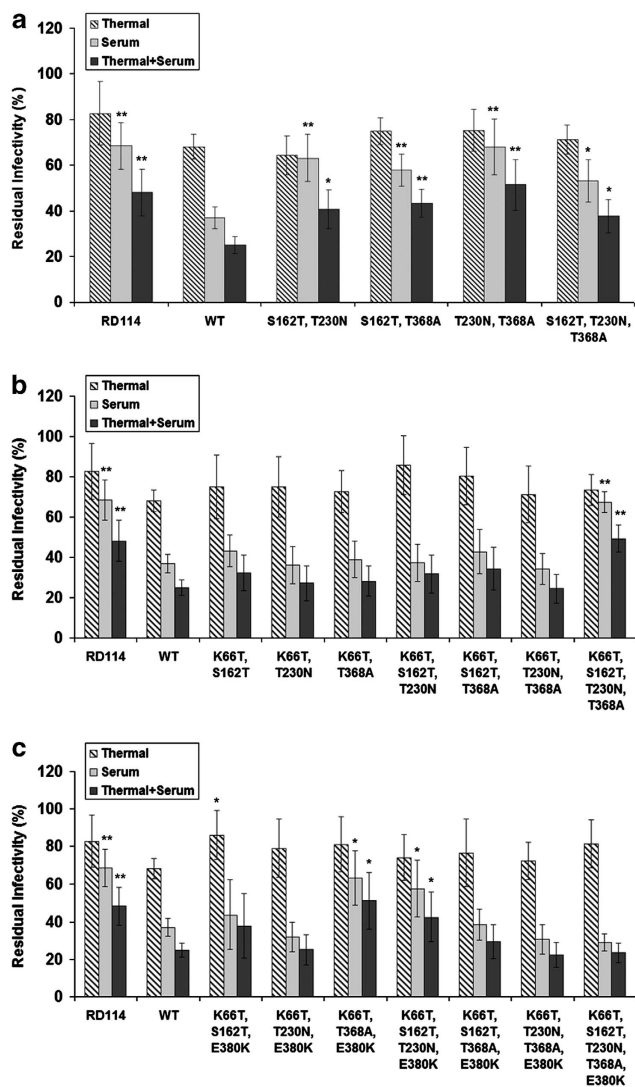 a
Thermal
Serum
Thermal+Serum
Residual Infectivity (%)
120
100
80
60
40
20
0
** ** ** * ** ** ** ** * *
RD114 WT S162T, T230N S162T, T368A T230N, T368A S162T, T230N,
T368A
b
Thermal
Serum
Thermal+Serum
Residual Infectivity (%)
120
100
80
60
40
20
0
** ** ** **
RD114 WT K66T, K66T, K66T, K66T, K66T, K66T, K66T,
S162T T230N T368A S162T, S162T, T230N, S162T,
T230N T368A T368A T230N,
T368A
c
Thermal
Serum
Thermal+Serum
Residual Infectivity (%)
120
100
80
60
40
20
0
** ** * * * * *
RD114 WT K66T, K66T, K66T, K66T, K66T, K66T, K66T,
S162T, T230N, T368A, S162T, S162T, T230N, S162T,
E380K E380K E380K T230N, T368A, T368A, T230N,
E380K E380K E380K T368A,
E380K